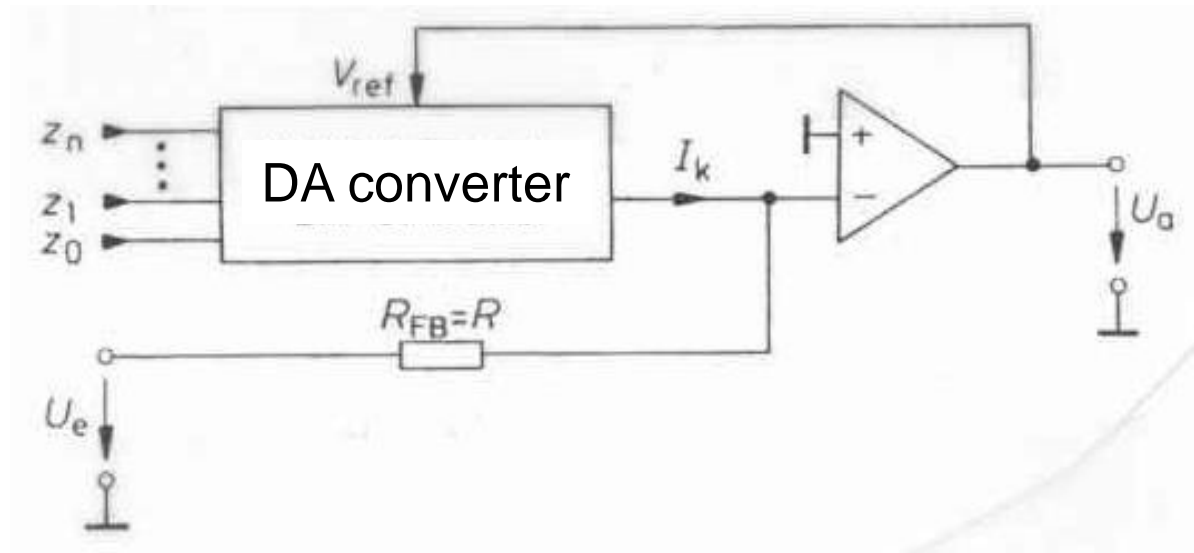 V_ref
z_n
DA converter
I_k
+
z_1
−
z_0
U_a
R_FB=R
U_e